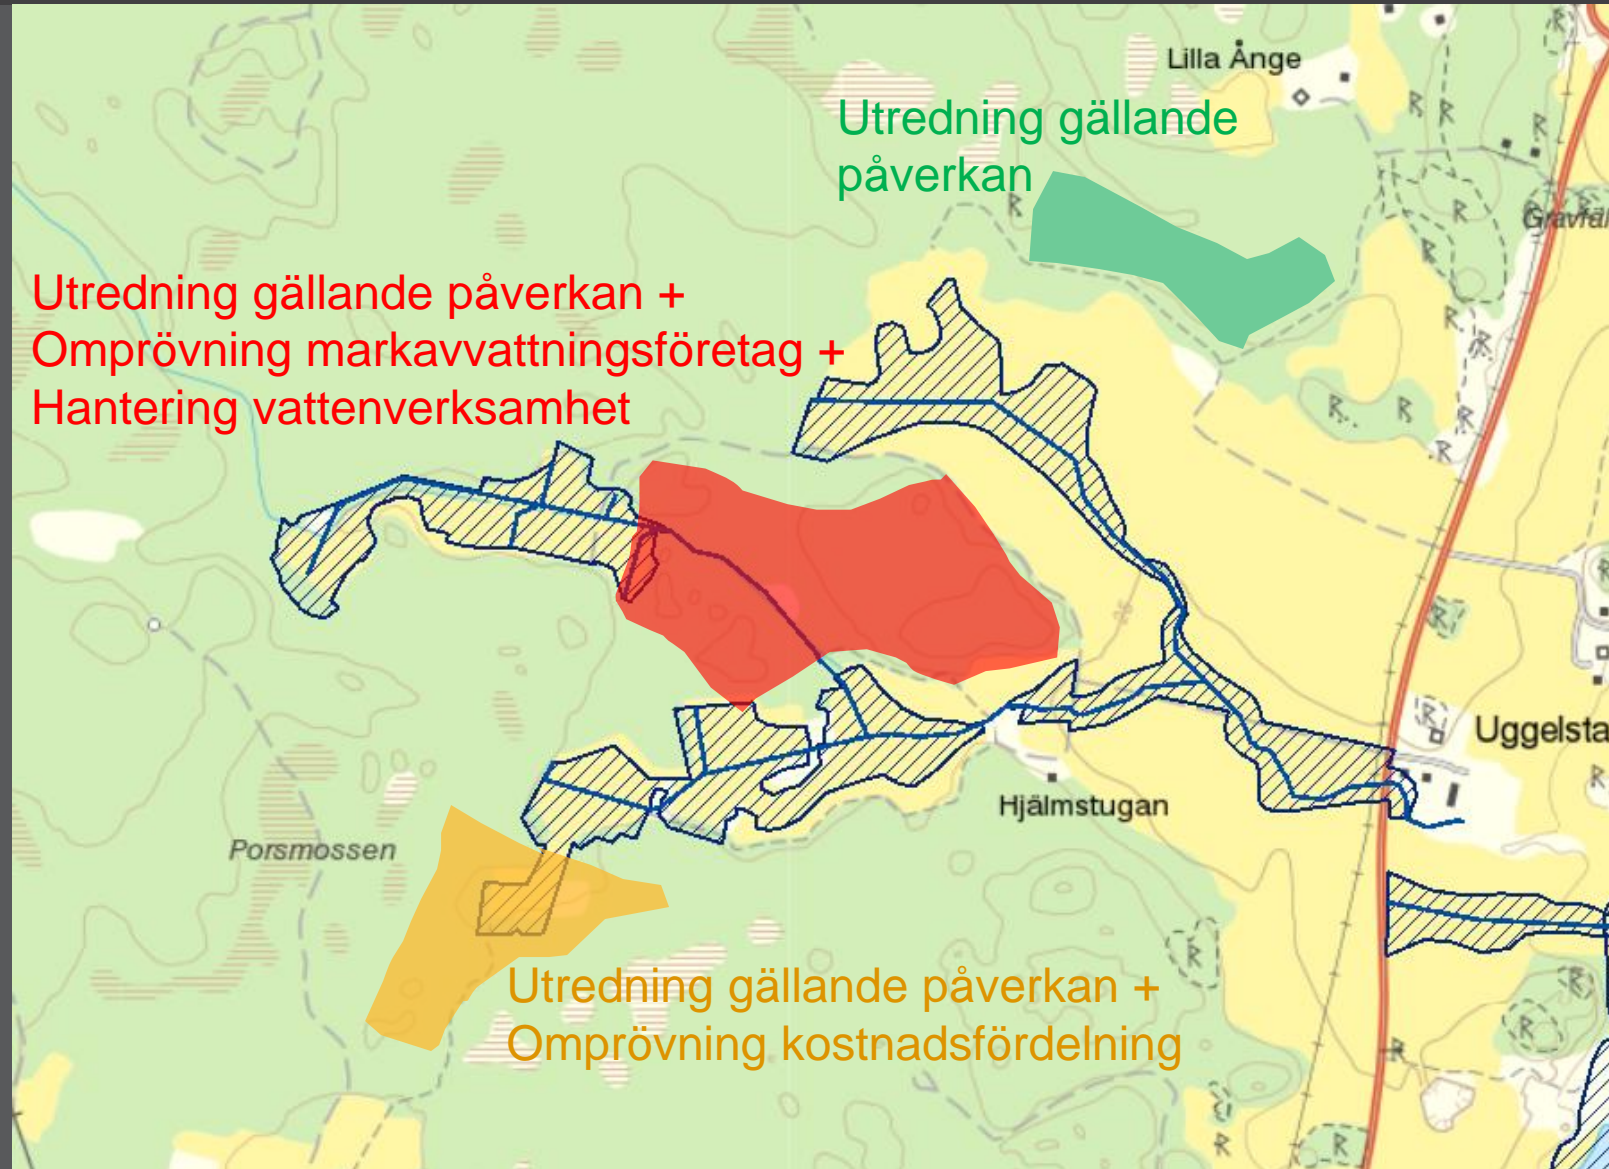 Lilla Ånge
Utredning gällande
påverkan
Utredning gällande påverkan +
Omprövning markavvattningsföretag +
Hantering vattenverksamhet
Uggelsta
Hjälmstugan
Porsmossen
Utredning gällande påverkan +
Omprövning kostnadsfördelning